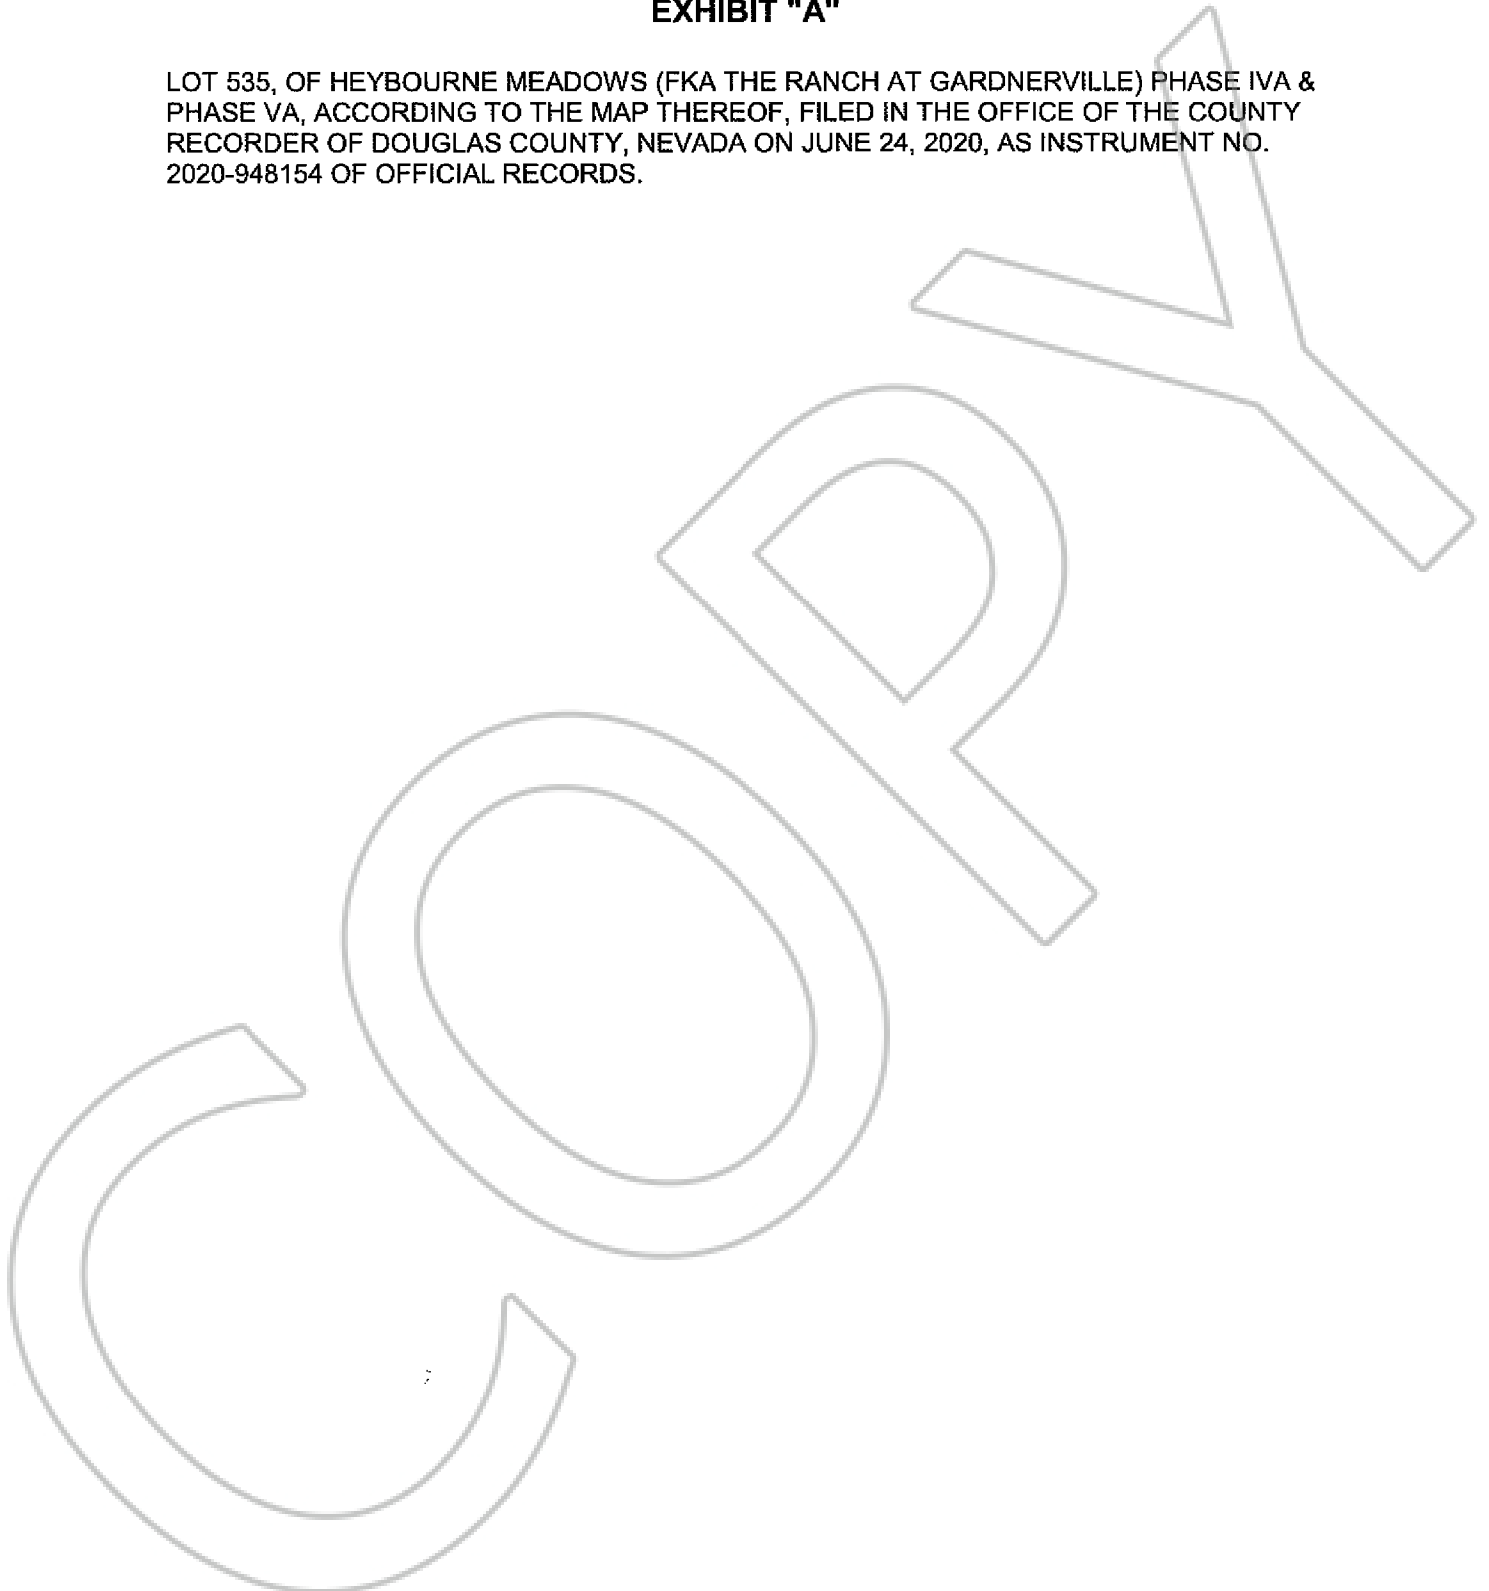 EXHIBIT "A"
LOT 535, OF HEYBOURNE MEADOWS (FKA THE RANCH AT GARDNERVILLE) PHASE IVA &
PHASE VA, ACCORDING TO THE MAP THEREOF, FILED IN THE OFFICE OF THE COUNTY
RECORDER OF DOUGLAS COUNTY, NEVADA ON JUNE 24, 2020, AS INSTRUMENT NO.
2020-948154 OF OFFICIAL RECORDS.
COPY